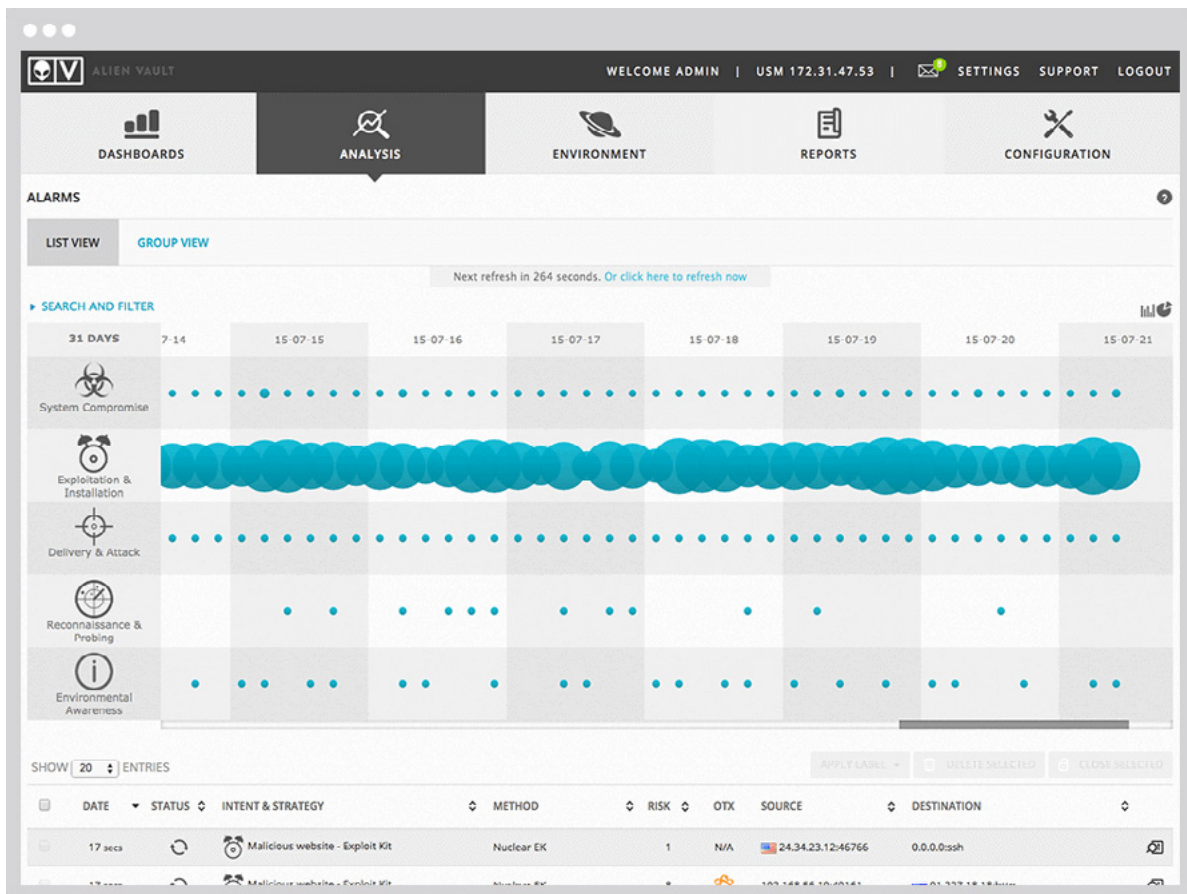 ALIEN VAULT
WELCOME ADMIN | USM 172.31.47.53 | 8 SETTINGS SUPPORT LOGOUT
DASHBOARDS ANALYSIS ENVIRONMENT REPORTS CONFIGURATION
ALARMS ?
LIST VIEW GROUP VIEW
Next refresh in 264 seconds. Or click here to refresh now
SEARCH AND FILTER
31 DAYS 7-14 15-07-15 15-07-16 15-07-17 15-07-18 15-07-19 15-07-20 15-07-21
System Compromise
Exploitation &
Installation
Delivery & Attack
Reconnaissance &
Probing
Environmental
Awareness
SHOW 20 ENTRIES
APPLY LABEL DELETE SELECTED CLOSE SELECTED
DATE STATUS INTENT & STRATEGY METHOD RISK OTX SOURCE DESTINATION
17 secs Malicious website - Exploit Kit Nuclear EK 1 N/A 24.34.23.12:46766 0.0.0.0:ssh
17 secs Malicious website - Exploit Kit Nuclear EK